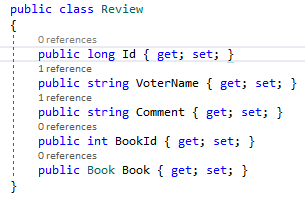 public class Review
{
0 references
public long Id { get; set; }
1 reference
public string VoterName { get; set; }
1 reference
public string Comment { get; set; }
0 references
public int BookId { get; set; }
0 references
public Book Book { get; set; }
}